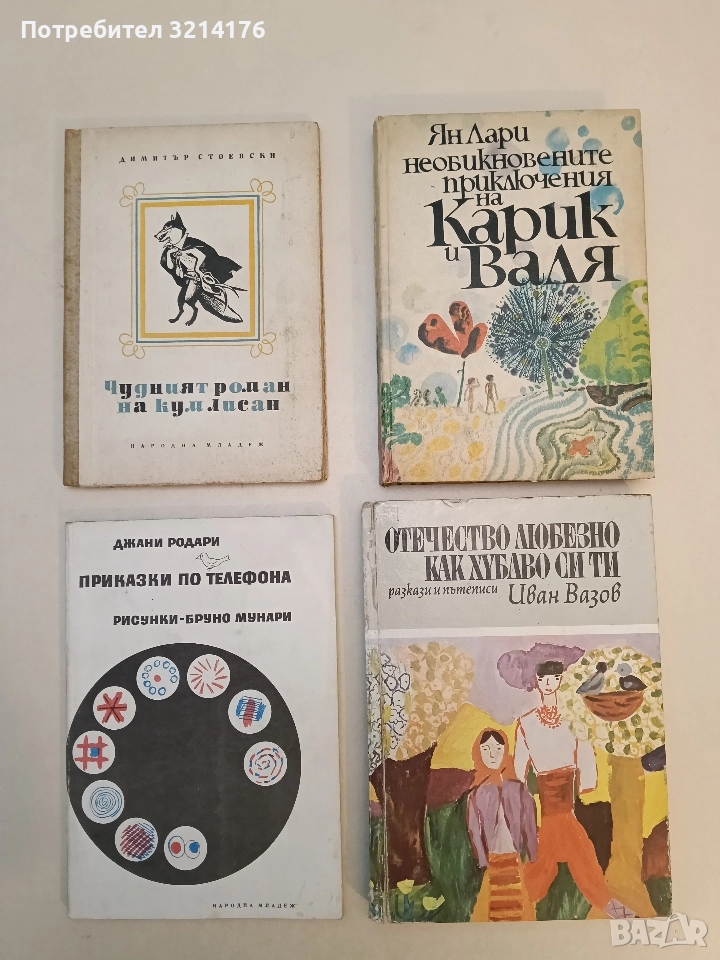 Потребител 3214176
ДИМИТЪР СТОЕВСКИ
Чудният роман
на кум Лисан
НАРОДНА МЛАДЕЖ
Ян Лари
необикновените
приключения
на
Карик
и Валя
ДЖАНИ РОДАРИ
ПРИКАЗКИ ПО ТЕЛЕФОНА
РИСУНКИ-БРУНО МУНАРИ
НАРОДНА МЛАДЕЖ
ОТЕЧЕСТВО ЛЮБЕЗНО
КАК ХУБАВО СИ ТИ
разкази и пътеписи Иван Вазов
BAZAR